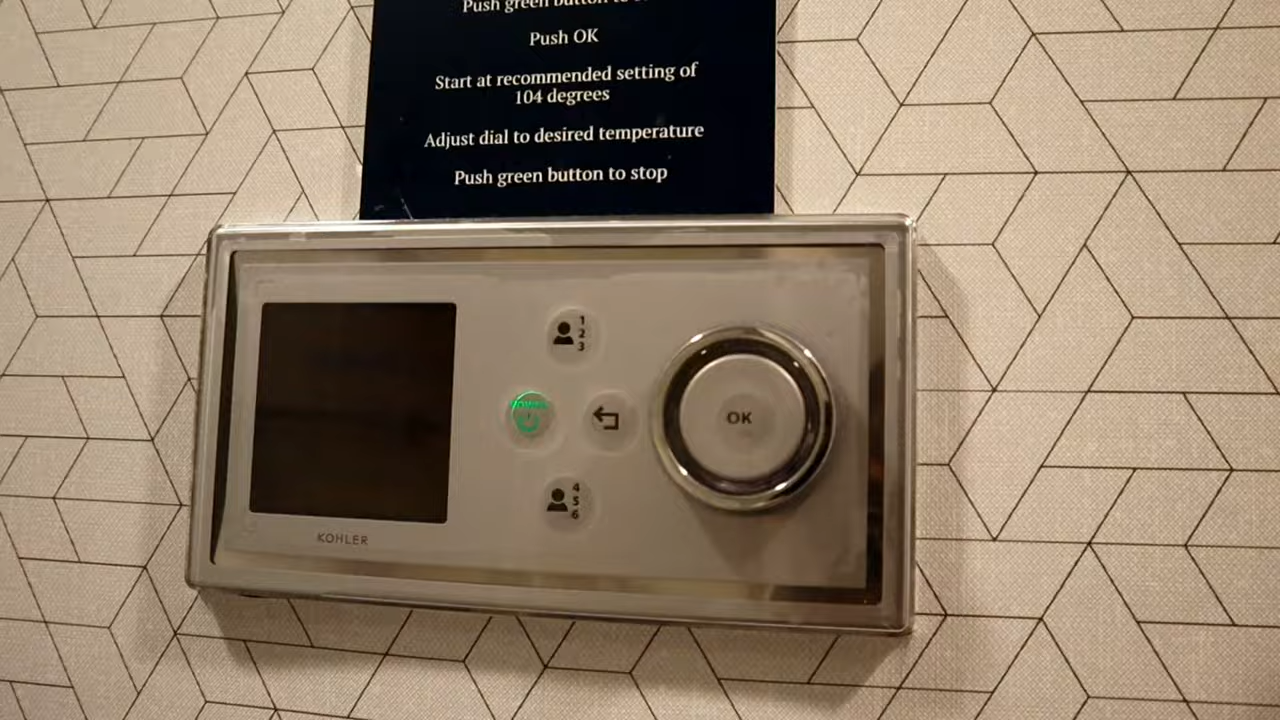 Push green button to
Push OK
Start at recommended setting of
104 degrees
Adjust dial to desired temperature
Push green button to stop
1
2
3
POWER
OK
4
5
6
KOHLER